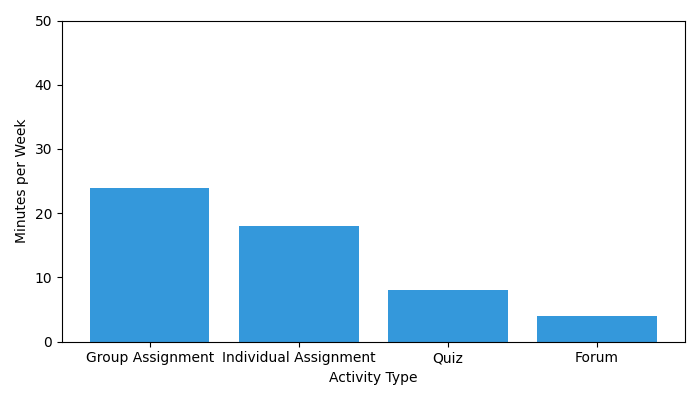 50
40
30
20
10
0
Minutes per Week
Group Assignment Individual Assignment Quiz Forum
Activity Type